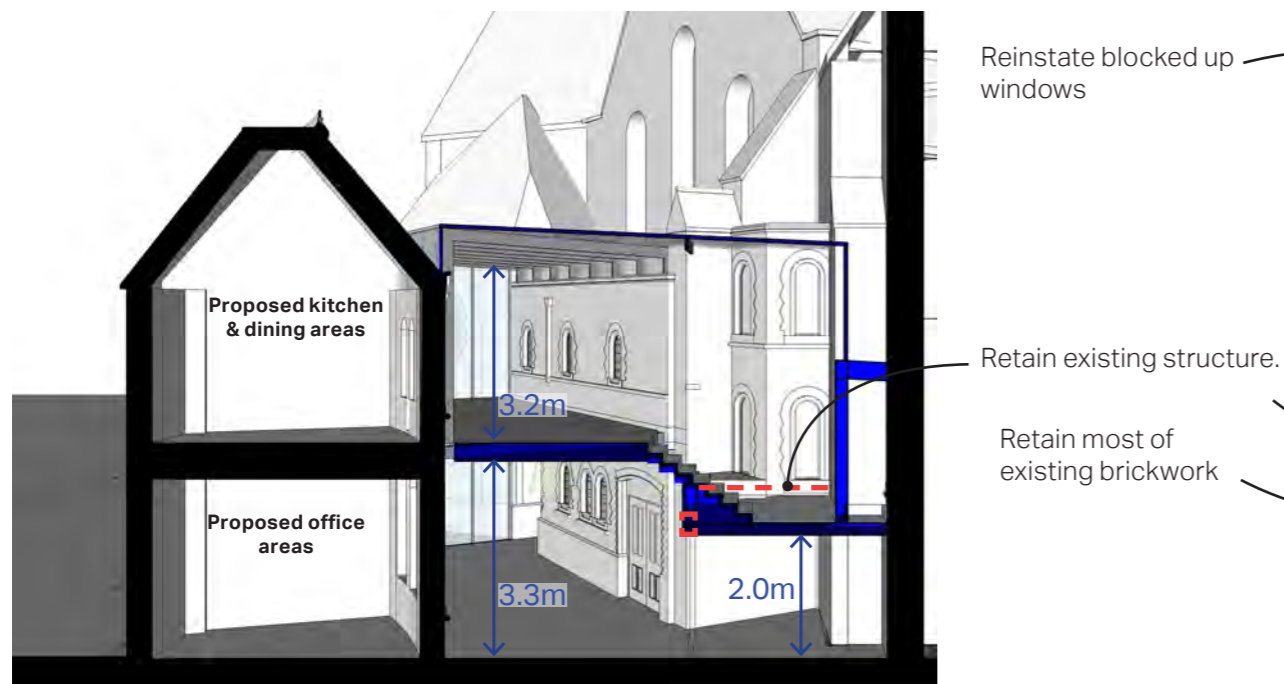 Reinstate blocked up
windows
Proposed kitchen
& dining areas
Retain existing structure.
3.2m
Retain most of
existing brickwork
Proposed office
areas
3.3m
2.0m